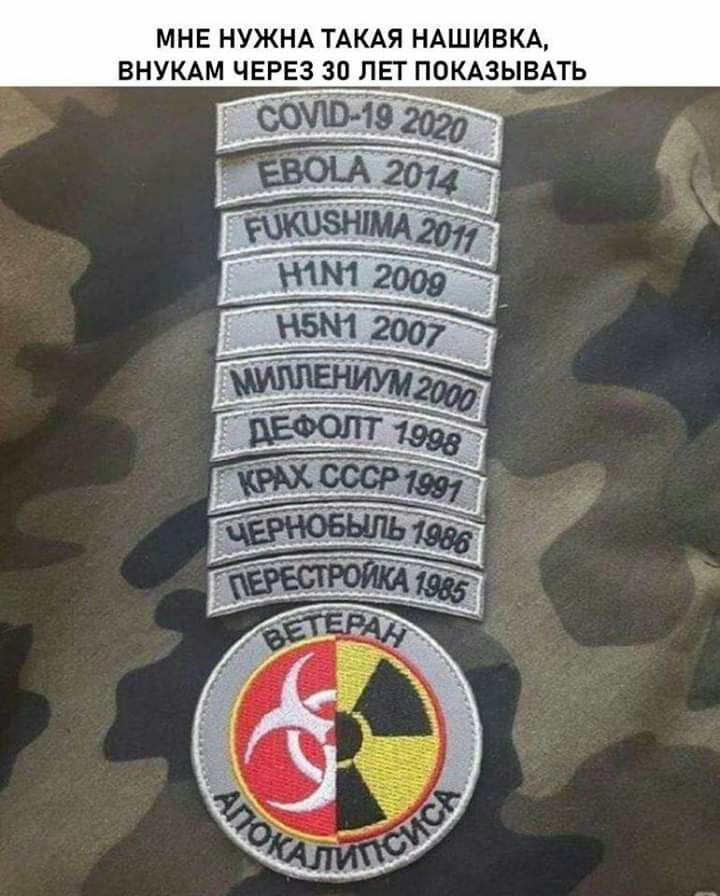 МНЕ НУЖНА ТАКАЯ НАШИВКА,
ВНУКАМ ЧЕРЕЗ 30 ЛЕТ ПОКАЗЫВАТЬ
COVID-19 2020
EBOLA 2014
FUKUSHIMA 2011
H1N1 2009
H5N1 2007
МИЛЛЕНИУМ 2000
ДЕФОЛТ 1998
КРАХ СССР 1991
ЧЕРНОБЫЛЬ 1986
ПЕРЕСТРОЙКА 1985
ВЕТЕРАН
АПОКАЛИПСИСА